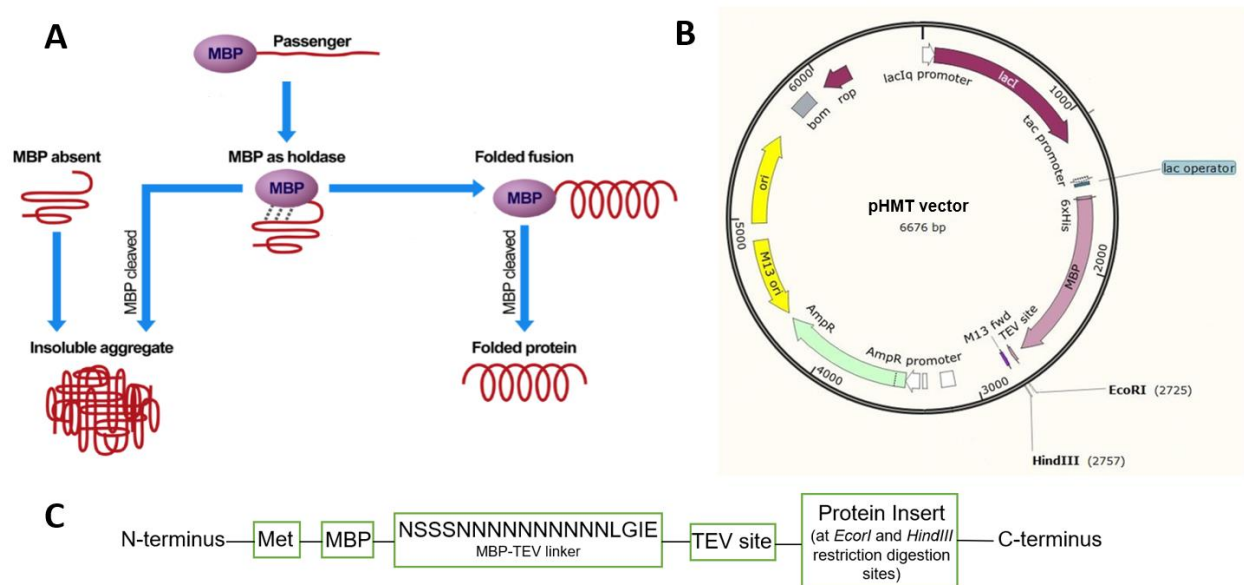 A
MBP
Passenger
MBP absent
MBP as holdase
MBP
Folded fusion
MBP
MBP cleaved
MBP cleaved
Insoluble aggregate
Folded protein
B
lacIq promoter
lacI
1000
tac promoter
lac operator
6xHis
MBP
2000
TEV site
M13 fwd
EcoRI (2725)
HindIII (2757)
3000
AmpR promoter
AmpR
4000
M13 ori
5000
ori
bom
rop
6000
pHMT vector
6676 bp
C
N-terminus
Met
MBP
NSSSNNNNNNNNNNLGIE
MBP-TEV linker
TEV site
Protein Insert
(at EcorI and HindIII
restriction digestion
sites)
C-terminus